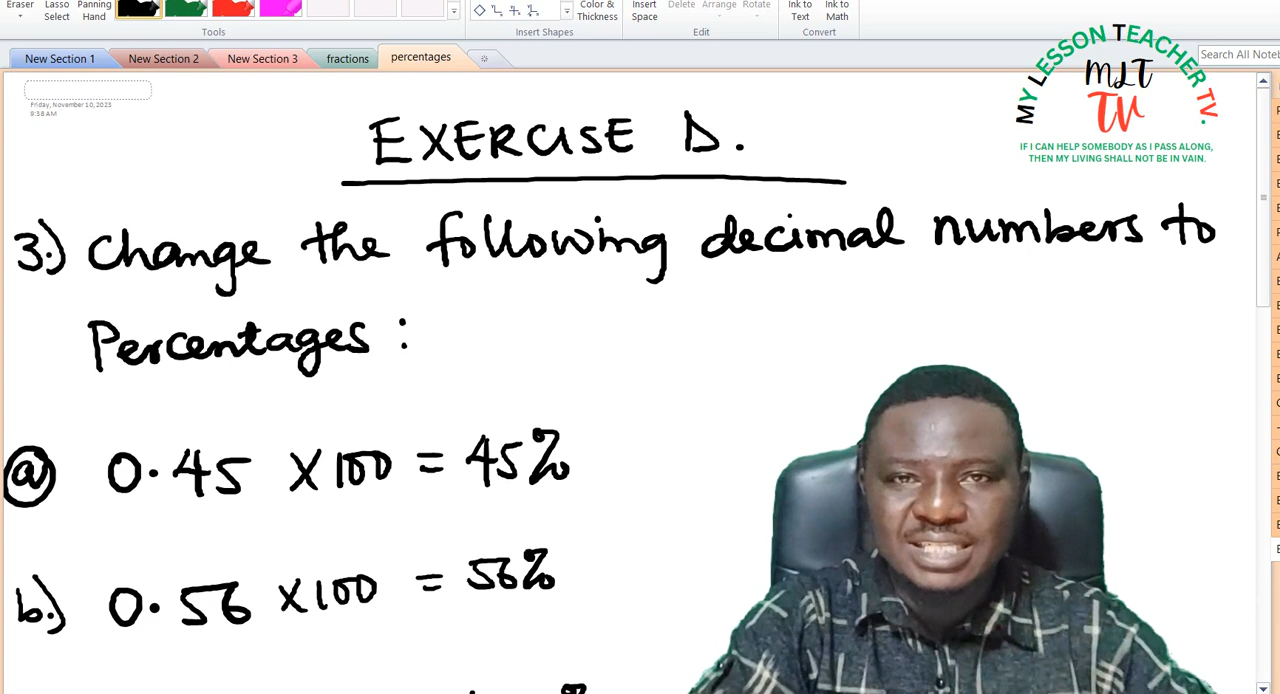 Eraser
Lasso Select
Panning Hand
Color & Thickness
Insert Space
Delete
Arrange
Rotate
Ink to Text
Ink to Math
Tools
Insert Shapes
Edit
Convert
New Section 1
New Section 2
New Section 3
fractions
percentages
Search All Noteb
MY LESSON TEACHER TV.
MLT
TV
IF I CAN HELP SOMEBODY AS I PASS ALONG,
THEN MY LIVING SHALL NOT BE IN VAIN.
Friday, November 10, 2023
8:38 AM
EXERCISE D.
3.) Change the following decimal numbers to
Percentages :
(a) 0.45 X 100 = 45%
b.) 0.56 X 100 = 56%